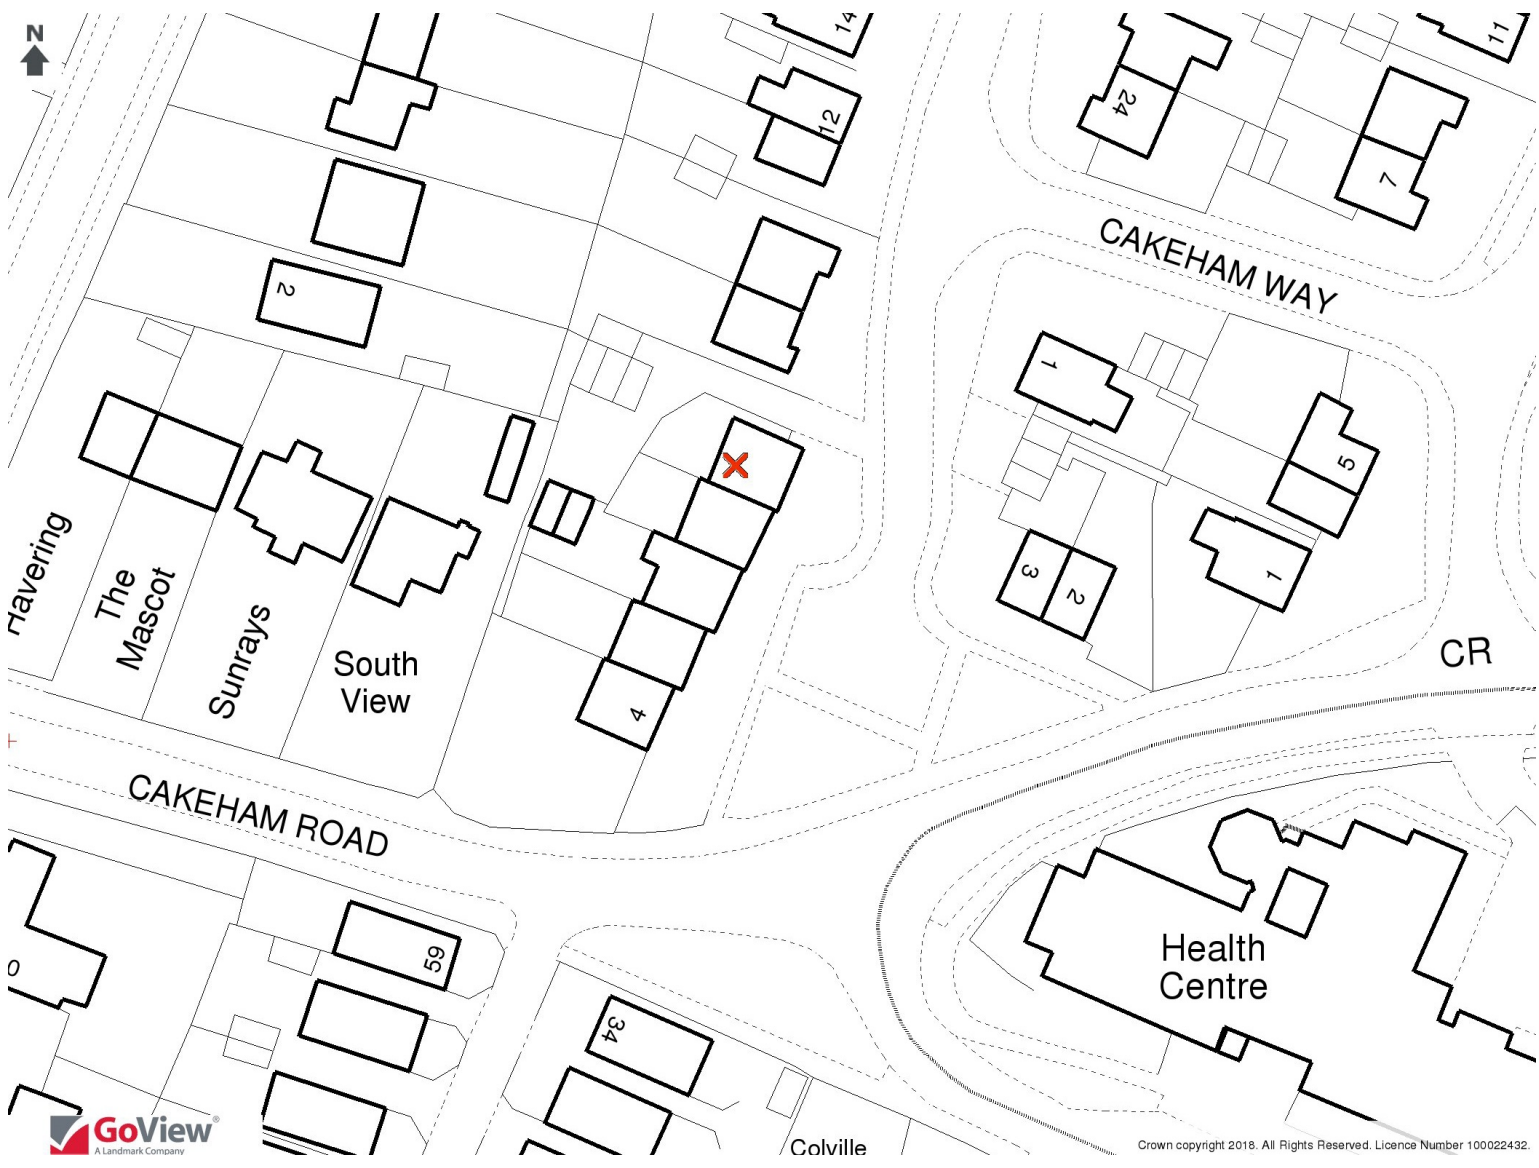 N
14
11
12
24
7
CAKEHAM WAY
2
1
5
3
2
1
Havering
The
Mascot
Sunrays
South
View
4
CR
CAKEHAM ROAD
59
Health
Centre
0
34
GoView®
A Landmark Company
Colville
Crown copyright 2018. All Rights Reserved. Licence Number 100022432.